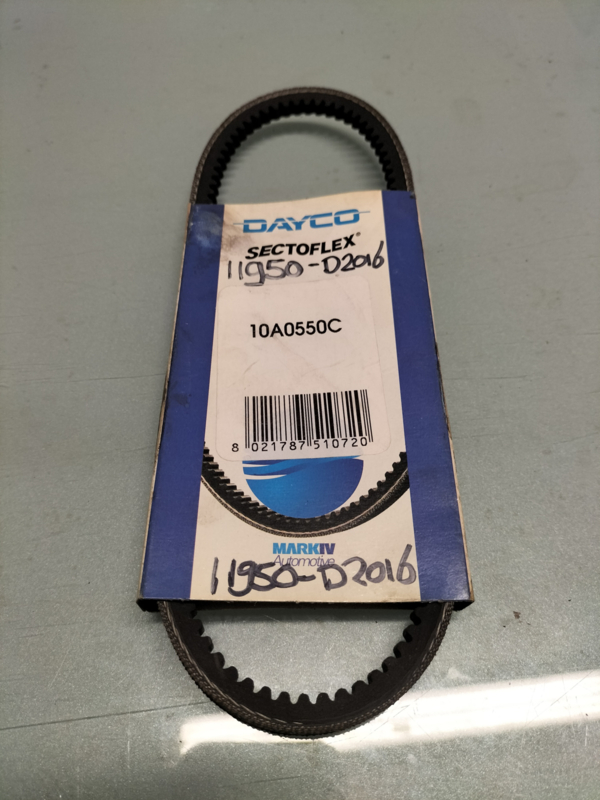 DAYCO
SECTOFLEX®
11950-D2016
10A0550C
8 021787 510720
MARKIV
Automotive
11950-D2016